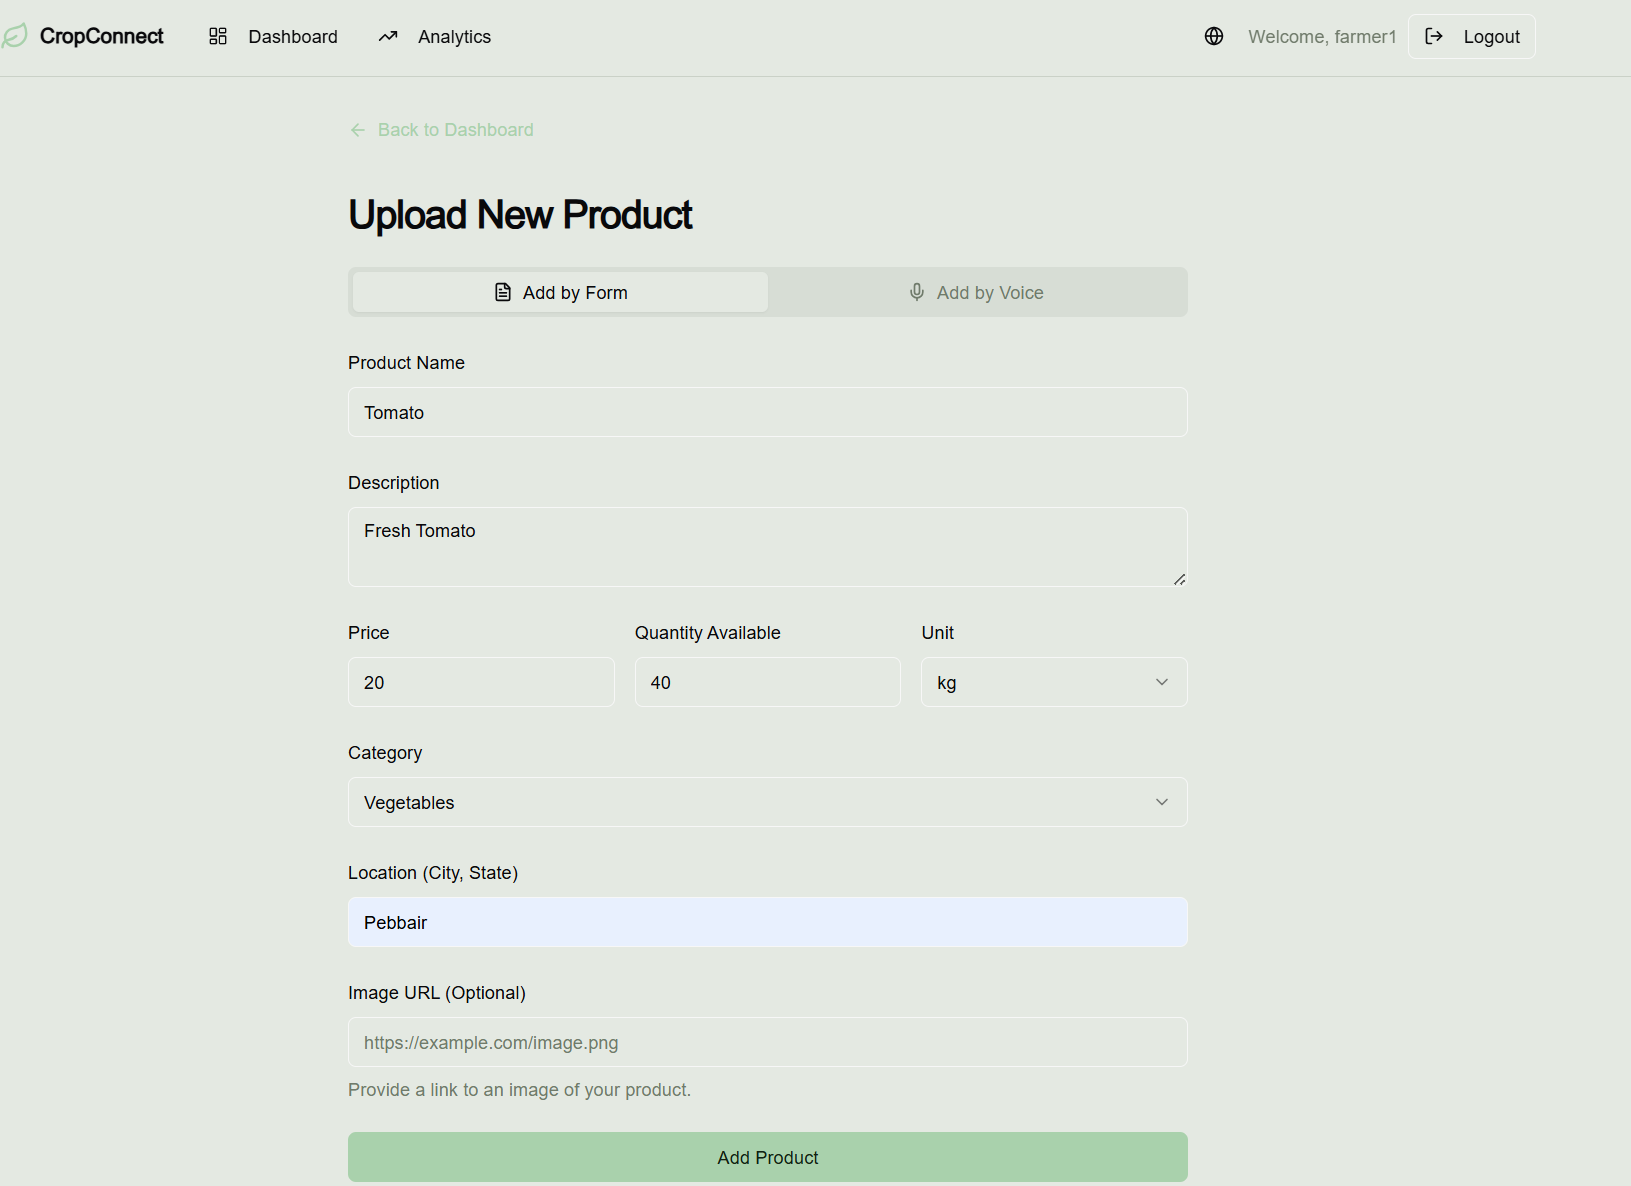 CropConnect Dashboard Analytics Welcome, farmer1 Logout
Back to Dashboard
Upload New Product
Add by Form Add by Voice
Product Name
Tomato
Description
Fresh Tomato
Price Quantity Available Unit
20 40 kg
Category
Vegetables
Location (City, State)
Pebbair
Image URL (Optional)
https://example.com/image.png
Provide a link to an image of your product.
Add Product